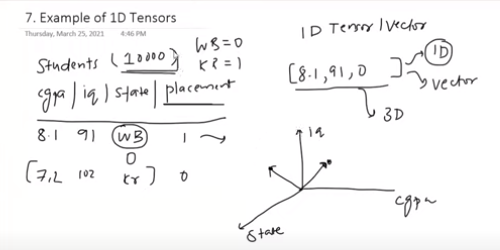 7. Example of 1D Tensors
Thursday, March 25, 2021 4:46 PM
Students (10000)
WB = 0
KR = 1
cgpa | iq | state | placement
8.1 91 WB 1
0
[7.2 102 kr] 0
1D Tensor/Vector
[8.1, 91, 0 ]
1D
vector
3D
iq
cgpa
state